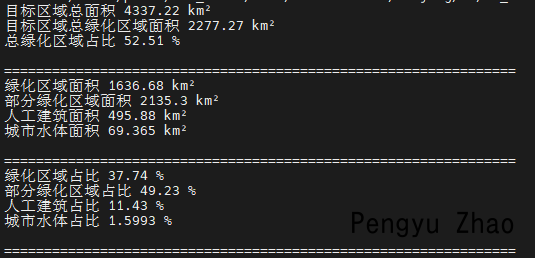 目标区域总面积 4337.22 km²
目标区域总绿化区域面积 2277.27 km²
总绿化区域占比 52.51 %
================================================================
绿化区域面积 1636.68 km²
部分绿化区域面积 2135.3 km²
人工建筑面积 495.88 km²
城市水体面积 69.365 km²
================================================================
绿化区域占比 37.74 %
部分绿化区域占比 49.23 %
人工建筑占比 11.43 %
城市水体占比 1.5993 %
Pengyu Zhao
================================================================